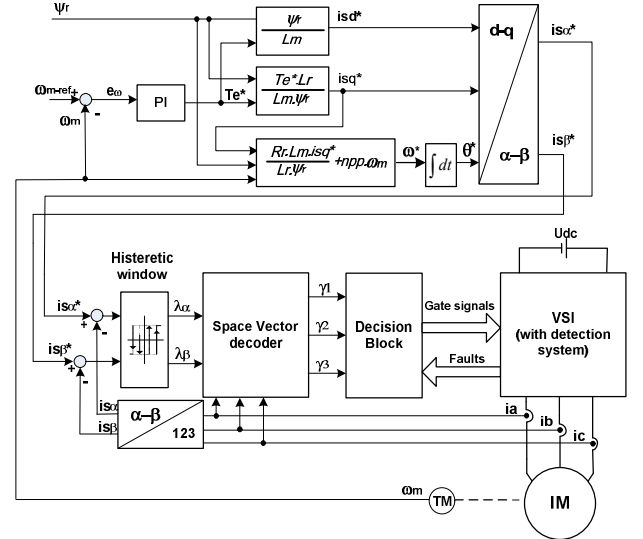 ψr
ψr
Lm
isd*
d-q
isα*
ωm-ref
+
eω
PI
Te*
Te*.Lr
Lm.ψr
isq*
ωm
-
Rr.Lm.isq*
Lr.ψr
+npp.ωm
ω*
∫dt
θ*
α-β
isβ*
Histeretic
window
Udc
isα*
+
-
λα
Space Vector
decoder
γ1
Decision
Block
Gate signals
VSI
(with detection
system)
γ2
isβ*
+
-
λβ
γ3
Faults
isα
α-β
ia
isβ
123
ib
ic
ωm
TM
IM